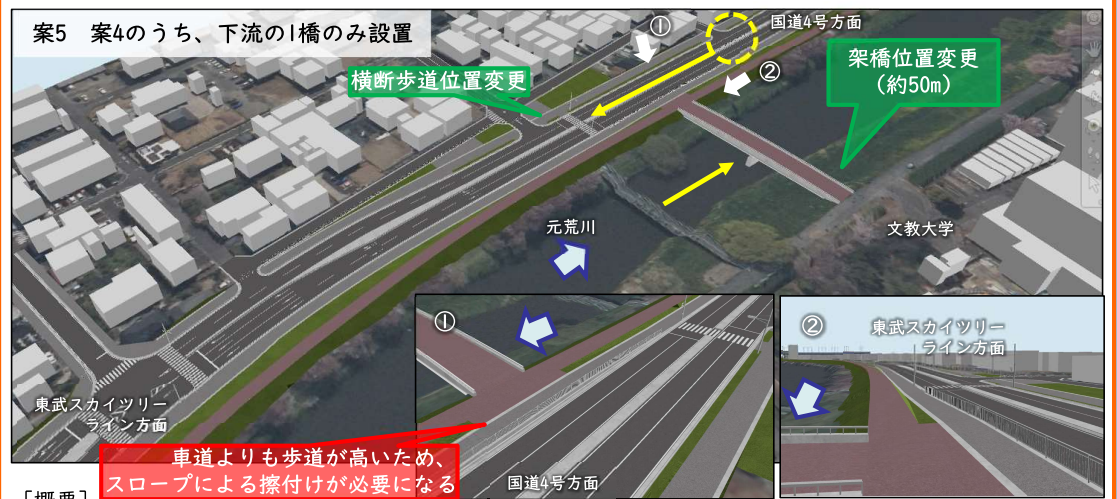 案5 案4のうち、下流の1橋のみ設置
①
国道4号方面
②
横断歩道位置変更
架橋位置変更
(約50m)
元荒川
文教大学
東武スカイツリー
ライン方面
①
国道4号方面
②
東武スカイツリー
ライン方面
車道よりも歩道が高いため、
スロープによる擦付けが必要になる
[概要]